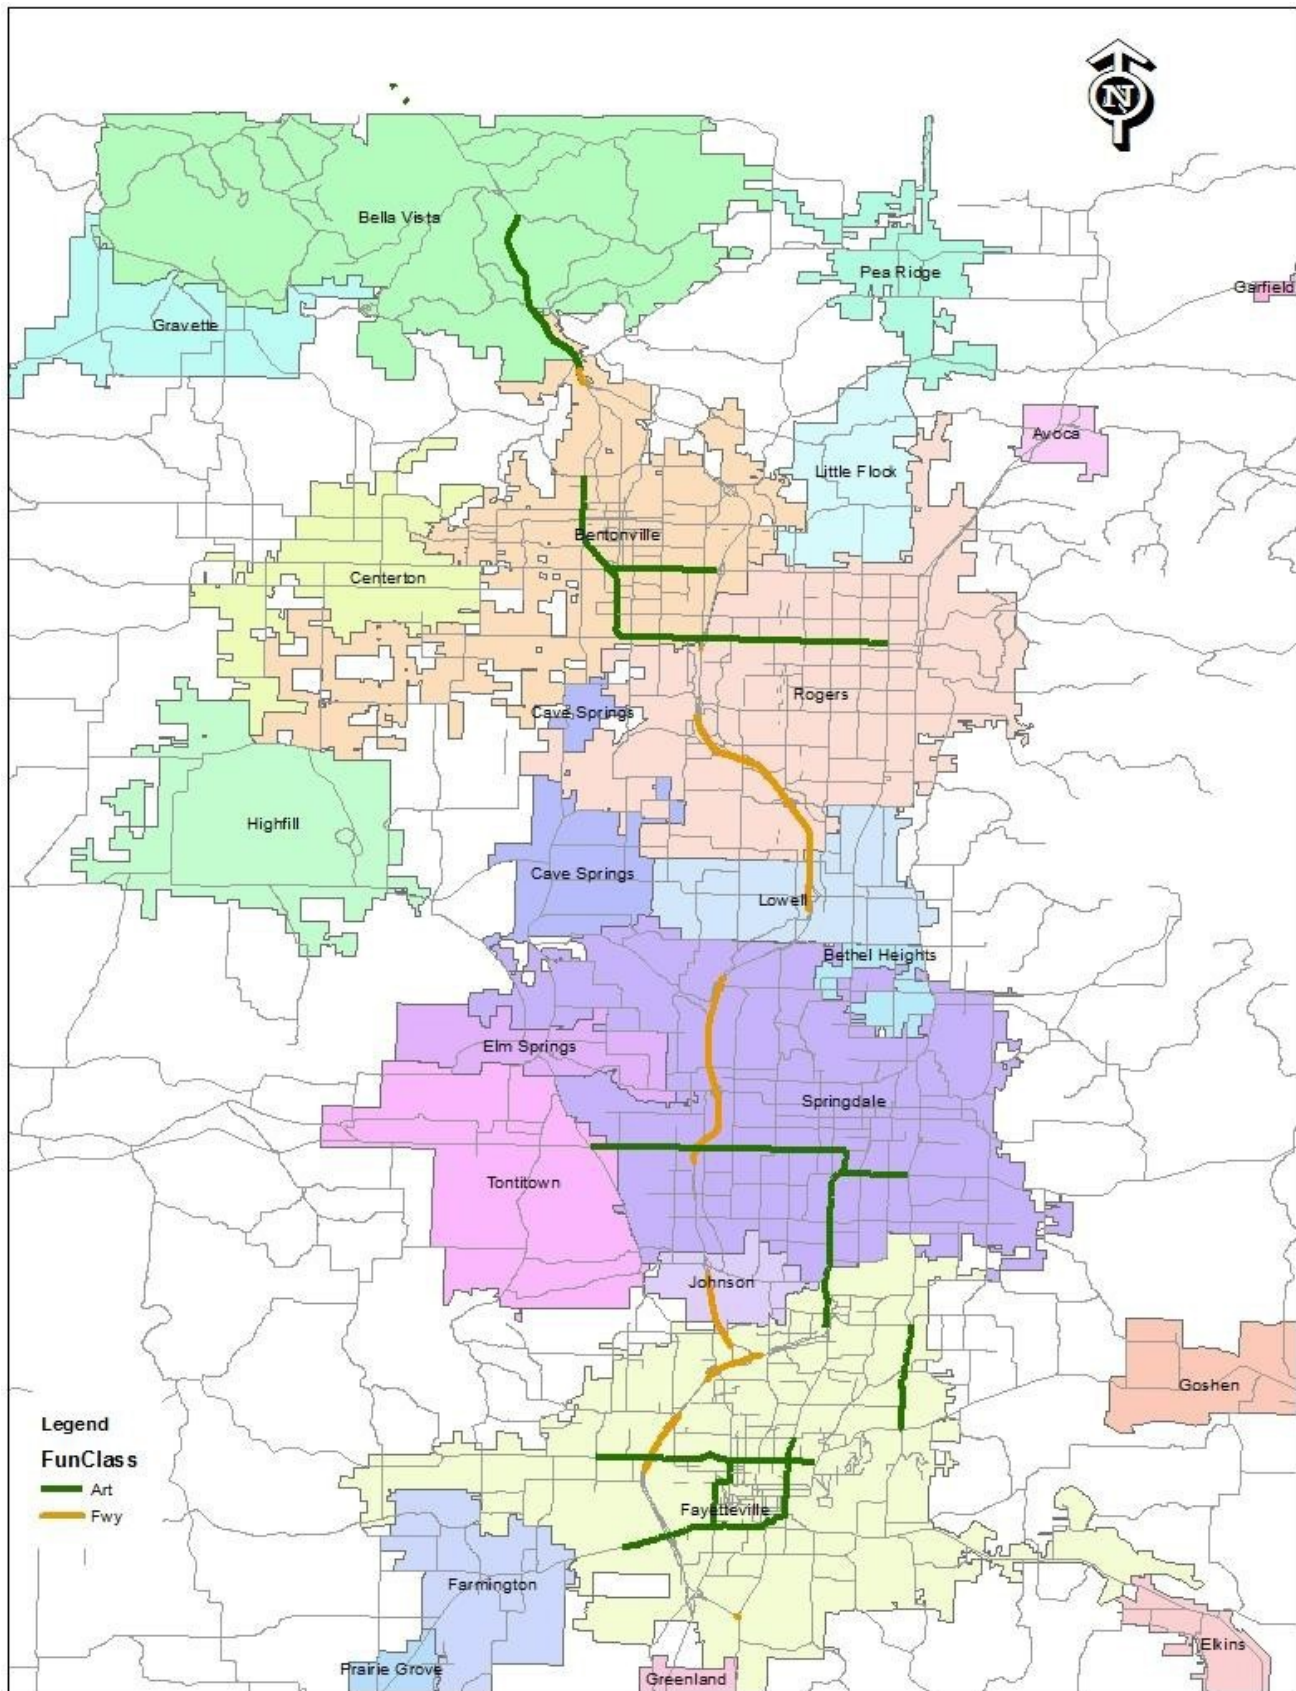 N
Bella Vista
Pea Ridge
Garfield
Gravette
Avoca
Little Flock
Bentonville
Centerton
Rogers
Cave Springs
Highfill
Cave Springs
Lowell
Bethel Heights
Elm Springs
Springdale
Tontitown
Johnson
Goshen
Legend
FunClass
Art
Fwy
Fayetteville
Farmington
Elkins
Prairie Grove
Greenland